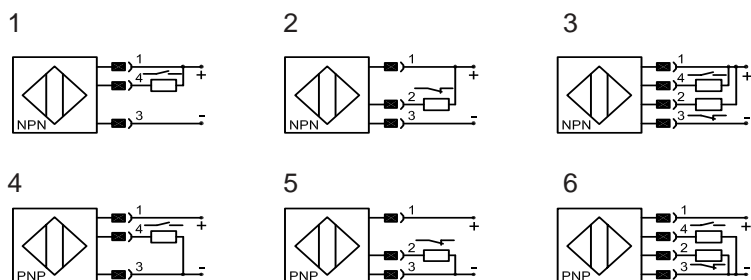 1 2 3
1 1 1
4 + + 4 +
2 2
3 - 3 - 3 -
NPN NPN NPN
4 5 6
1 1 1
4 + + 4 +
2 2
3 - 3 - 3 -
PNP PNP PNP